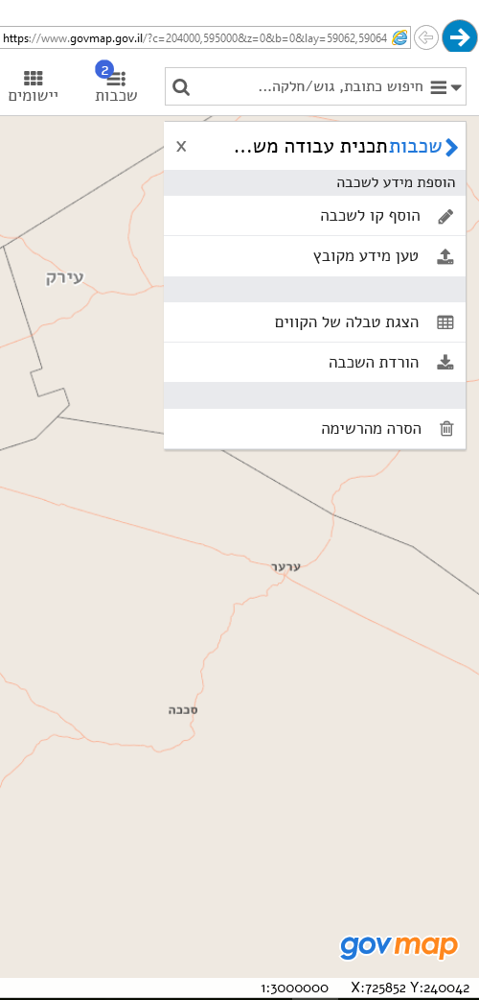 https://www.govmap.gov.il/?c=204000,595000&z=0&b=0&lay=59062,59064
חיפוש כתובת, גוש/חלקה...
2
שכבות
יישומים
שכבות תכנית עבודה מש... x
הוספת מידע לשכבה
הוסף קו לשכבה
טען מידע מקובץ
הצגת טבלה של הקווים
הורדת השכבה
הסרה מהרשימה
עירק
ערער
סככה
govmap
1:3000000 X:725852 Y:240042